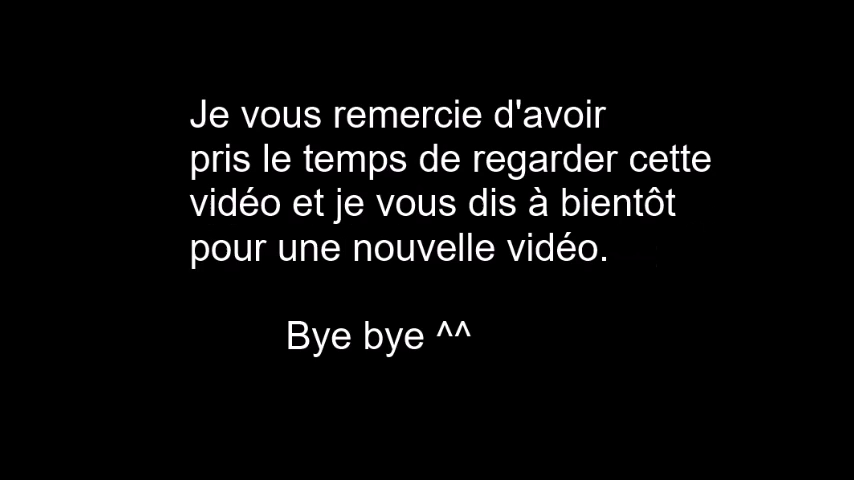 Je vous remercie d'avoir
pris le temps de regarder cette
vidéo et je vous dis à bientôt
pour une nouvelle vidéo.
Bye bye ^^